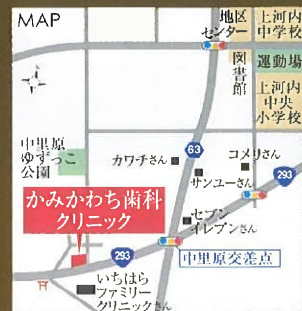 MAP
地区
センター
上河内
中学校
図書館
運動場
上河内
中央
小学校
中里原
ゆずっこ
公園
カワチさん
63
コメリさん
サンユーさん
かみかわち歯科
クリニック
293
セブン
イレブンさん
293
中里原交差点
いちはら
ファミリー
クリニックさん